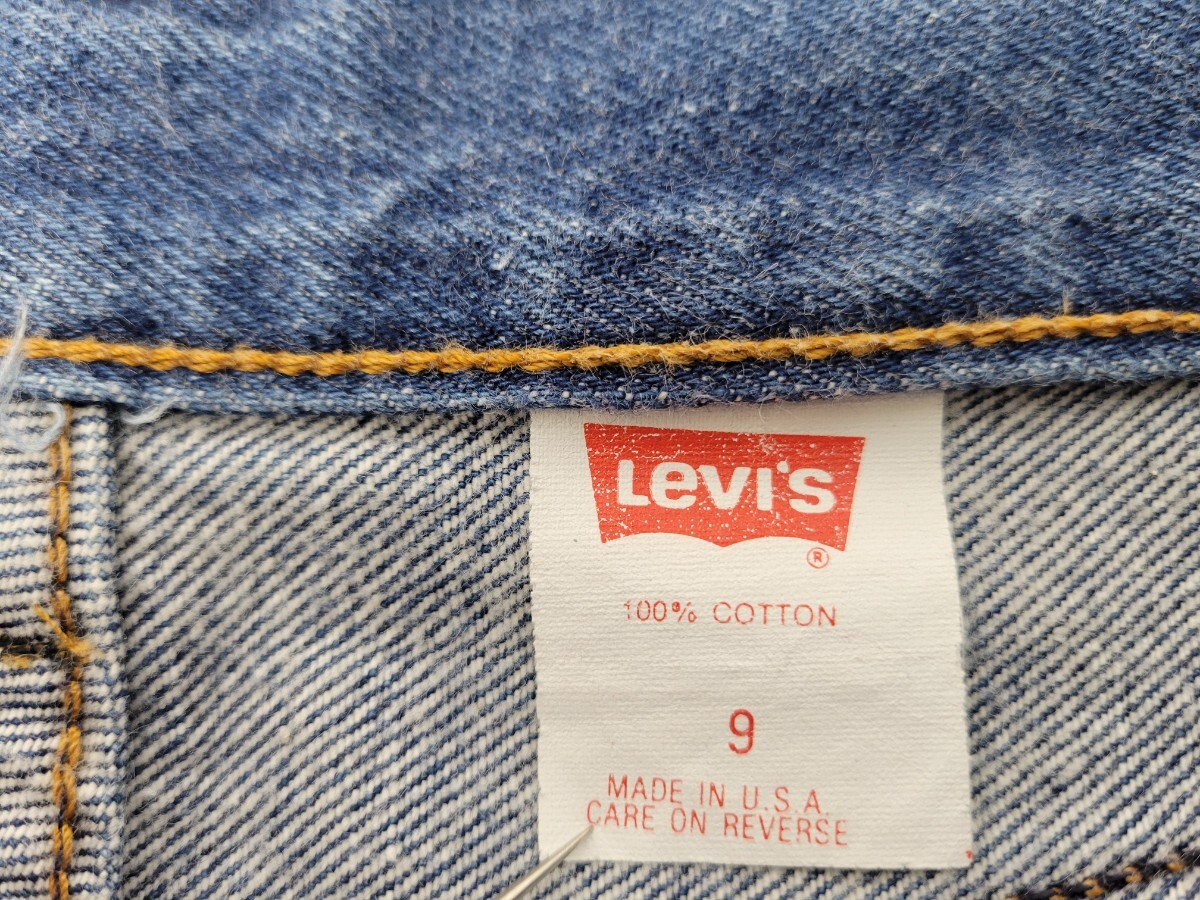 Levi's
®
100% COTTON
9
MADE IN U.S.A.
CARE ON REVERSE